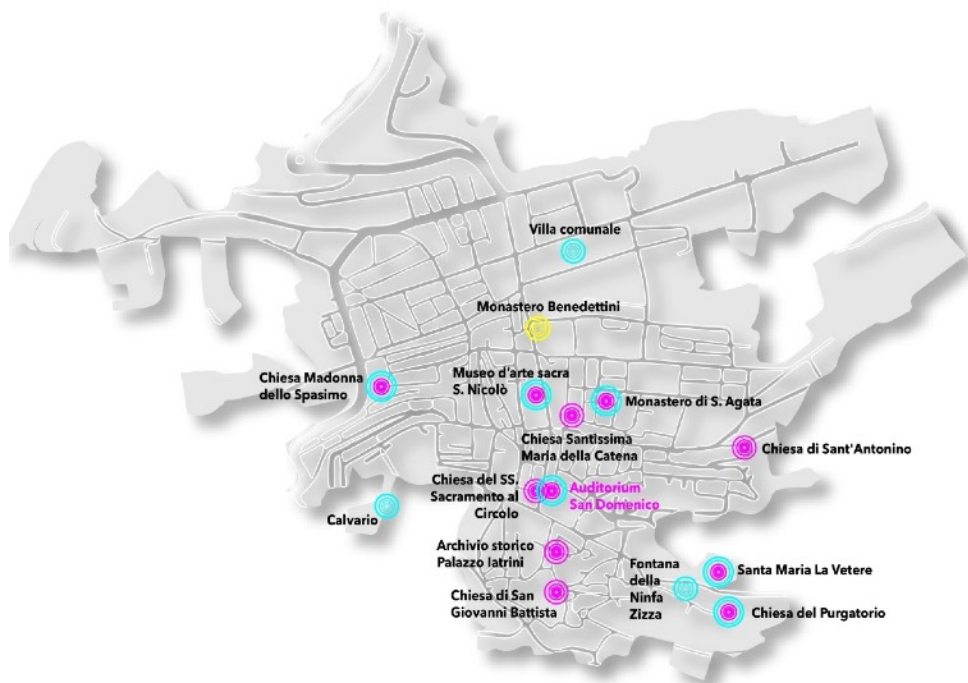 Villa comunale
Monastero Benedettini
Chiesa Madonna
dello Spasimo
Museo d'arte sacra
S. Nicolò
Monastero di S. Agata
Chiesa Santissima
Maria della Catena
Chiesa di Sant'Antonino
Chiesa del SS.
Sacramento al
Circolo
Auditorium
San Domenico
Calvario
Archivio storico
Palazzo Iatrini
Fontana
della
Ninfa
Zizza
Santa Maria La Vetere
Chiesa di San
Giovanni Battista
Chiesa del Purgatorio